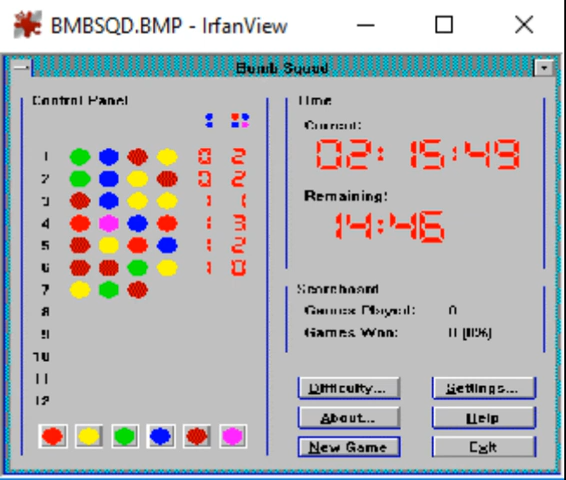 BMBSQD.BMP - IrfanView
Bomb Squad
Control Panel
1 0 2
2 0 2
3 1 1
4 1 3
5 1 2
6 1 0
7
8
9
10
11
12
Time
Current:
02:15:49
Remaining:
14:46
Scoreboard
Games Played: 0
Games Won: 0 (0%)
Difficulty... Settings...
About... Help
New Game Exit